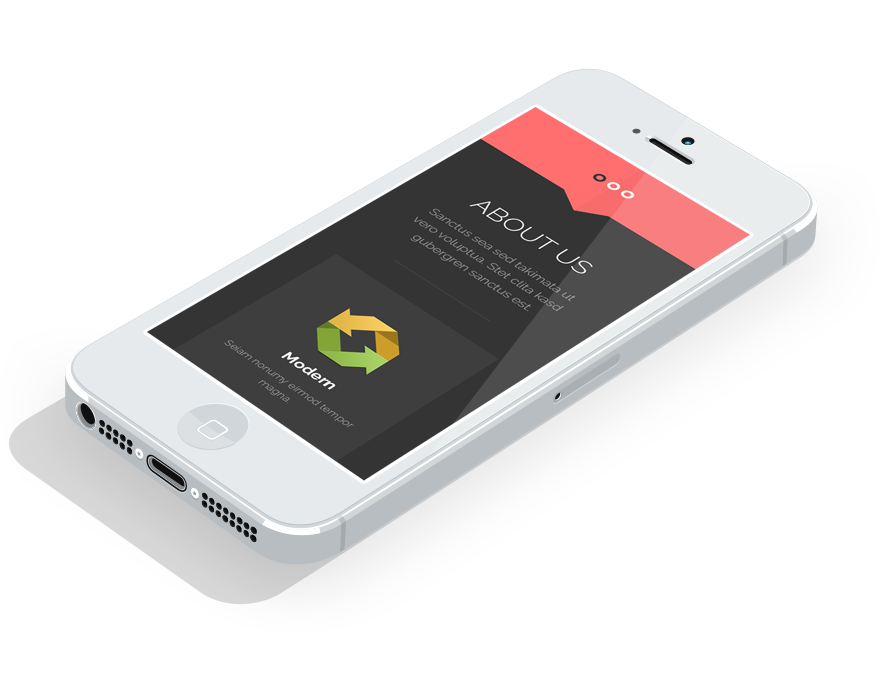 ABOUT US
Sanctus sea sed takimata ut
vero voluptua. Stet clita kasd
gubergren sanctus est.
Modern
Seiam nonumy eirmod tempor
magna